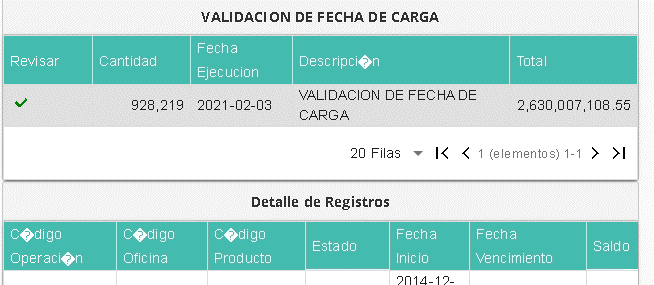 VALIDACION DE FECHA DE CARGA
Revisar Cantidad Fecha Ejecucion Descripci�n Total
928,219 2021-02-03 VALIDACION DE FECHA DE CARGA 2,630,007,108.55
20 Filas 1 (elementos) 1-1
Detalle de Registros
C�digo Operaci�n C�digo Oficina C�digo Producto Estado Fecha Inicio Fecha Vencimiento Saldo
2014-12-